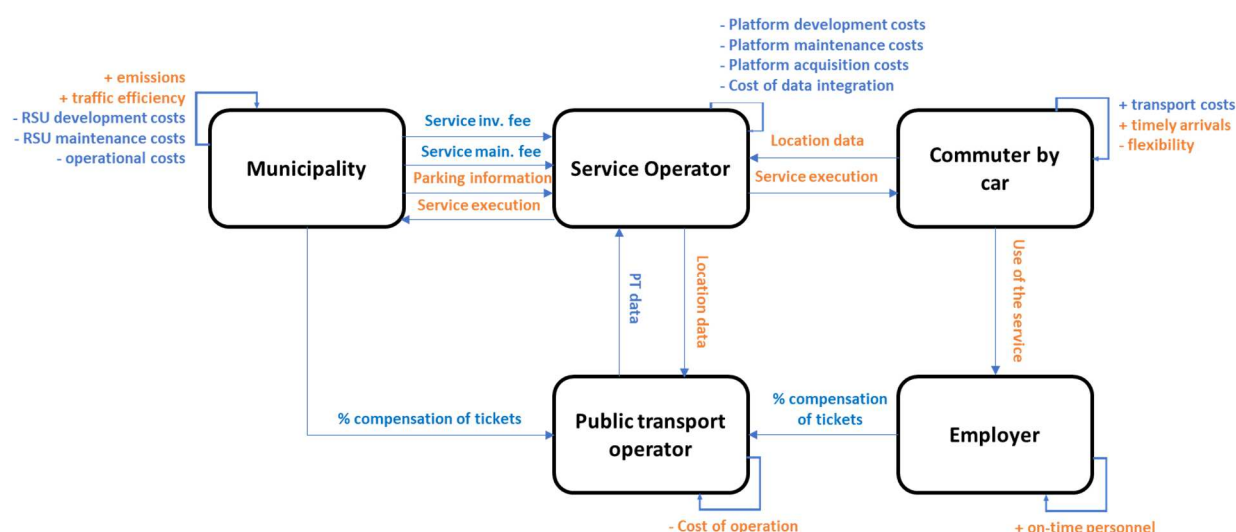 - Platform development costs
- Platform maintenance costs
- Platform acquisition costs
- Cost of data integration
+ emissions
+ traffic efficiency
- RSU development costs
- RSU maintenance costs
- operational costs
Municipality
Service inv. fee
Service main. fee
Parking information
Service execution
Service Operator
Location data
Service execution
Commuter by
car
+ transport costs
+ timely arrivals
- flexibility
PT data
Location data
Use of the service
% compensation of tickets
Public transport
operator
% compensation
of tickets
Employer
- Cost of operation
+ on-time personnel